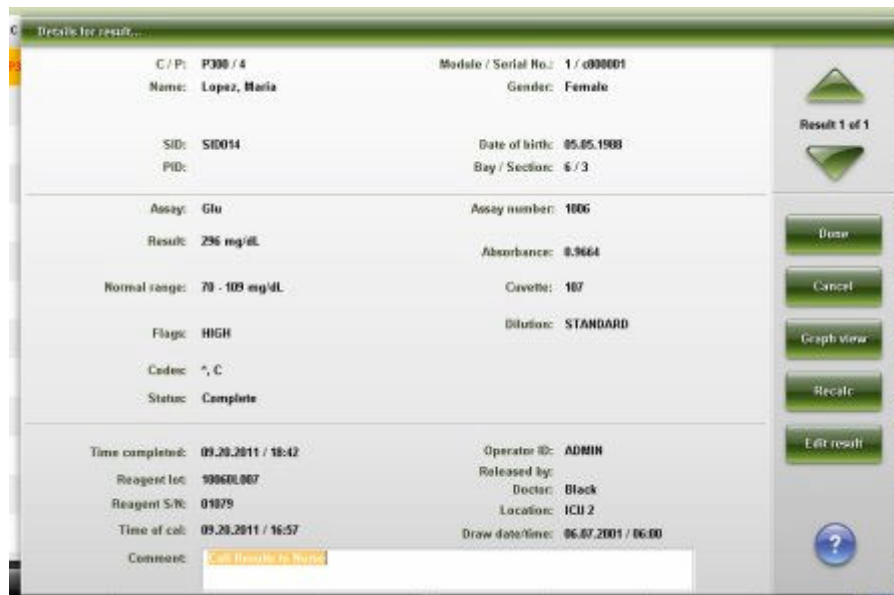 Details for result...
C / P: P300 / 4 Module / Serial No.: 1 / c000001
Name: Lopez, Maria Gender: Female
Result 1 of 1
SID: SID014 Date of birth: 05.05.1988
PID: Bay / Section: 6 / 3
Assay: Glu Assay number: 1006
Done
Result: 296 mg/dL
Absorbance: 0.9664
Normal range: 70 - 109 mg/dL Cuvette: 107
Cancel
Dilution: STANDARD
Flags: HIGH
Graph view
Codes: ^, C
Recalc
Status: Complete
Time completed: 09.20.2011 / 18:42 Operator ID: ADMIN
Edit result
Released by:
Reagent lot: 10060L007
Doctor: Black
Reagent S/N: 01079
Location: ICU 2
Time of cal: 09.20.2011 / 16:57 Draw date/time: 06.07.2001 / 06:00
Comment: Call Results to Nurse
?